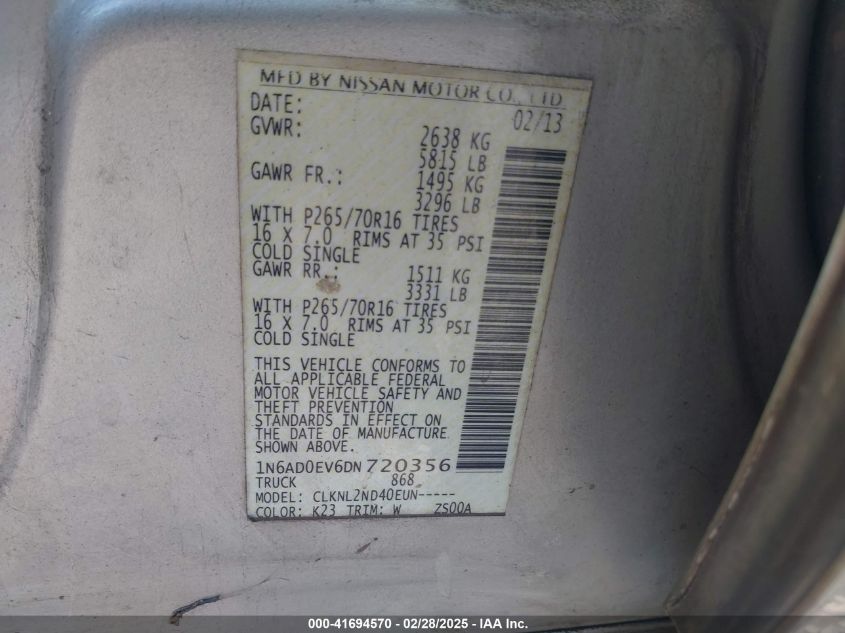 MFD BY NISSAN MOTOR CO., LTD.
DATE: 02/13
GVWR: 2638 KG
5815 LB
GAWR FR.: 1495 KG
3296 LB
WITH P265/70R16 TIRES
16 X 7.0 RIMS AT 35 PSI
COLD SINGLE
GAWR RR.: 1511 KG
3331 LB
WITH P265/70R16 TIRES
16 X 7.0 RIMS AT 35 PSI
COLD SINGLE
THIS VEHICLE CONFORMS TO
ALL APPLICABLE FEDERAL
MOTOR VEHICLE SAFETY AND
THEFT PREVENTION
STANDARDS IN EFFECT ON
THE DATE OF MANUFACTURE
SHOWN ABOVE.
1N6AD0EV6DN720356
TRUCK 868
MODEL: CLKNL2ND40EUN-----
COLOR: K23 TRIM: W ZS00A
000-41694570 - 02/28/2025 - IAA Inc.